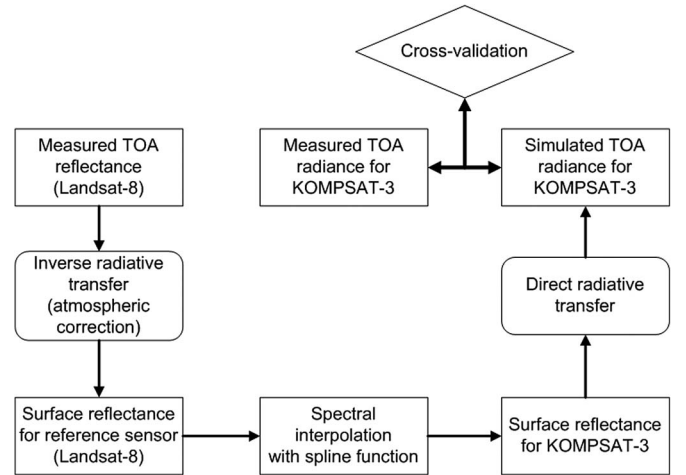 Cross-validation
Measured TOA
reflectance
(Landsat-8)
Measured TOA
radiance for
KOMPSAT-3
Simulated TOA
radiance for
KOMPSAT-3
Inverse radiative
transfer
(atmospheric
correction)
Direct radiative
transfer
Surface reflectance
for reference sensor
(Landsat-8)
Spectral
interpolation
with spline function
Surface reflectance
for KOMPSAT-3